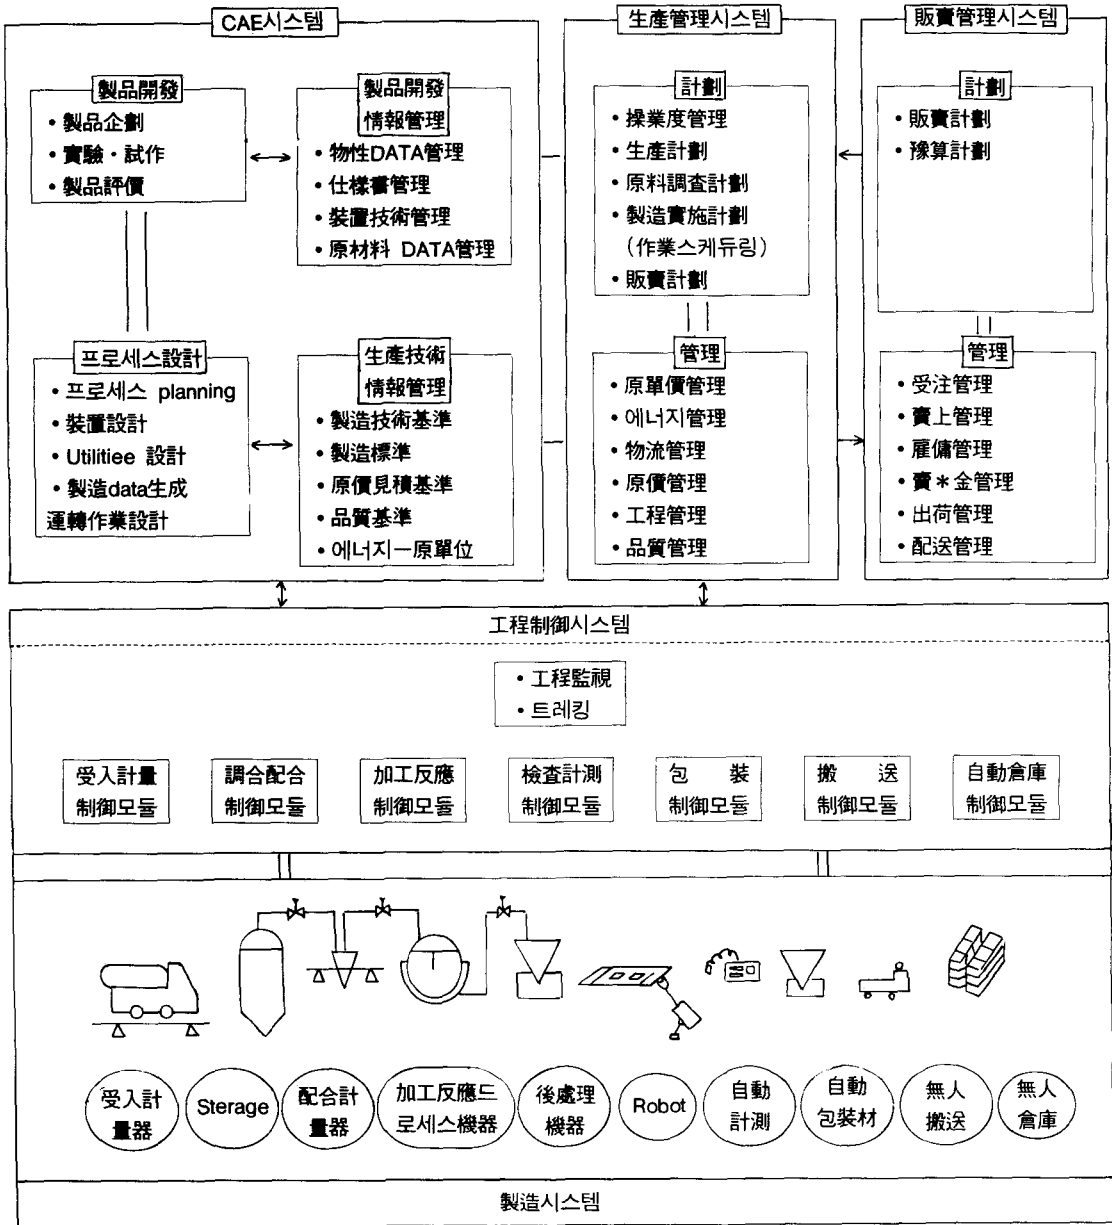 CAE시스템
製品開發
• 製品企劃
• 實驗・試作
• 製品評價
製品開發
情報管理
• 物性DATA管理
• 仕樣書管理
• 裝置技術管理
• 原材料 DATA管理
프로세스設計
• 프로세스 planning
• 裝置設計
• Utilitiee 設計
• 製造data生成
運轉作業設計
生產技術
情報管理
• 製造技術基準
• 製造標準
• 原價見積基準
• 品質基準
• 에너지ー原單位
生產管理시스템
計劃
• 操業度管理
• 生產計劃
• 原料調査計劃
• 製造實施計劃
(作業스케듀링)
• 販賣計劃
管理
• 原單價管理
• 에너지管理
• 物流管理
• 原價管理
• 工程管理
• 品質管理
販賣管理시스템
計劃
• 販賣計劃
• 豫算計劃
管理
• 受注管理
• 賣上管理
• 雇傭管理
• 賣＊金管理
• 出荷管理
• 配送管理
工程制御시스템
• 工程監視
• 트레킹
受入計量
制御모듈
調合配合
制御모듈
加工反應
制御모듈
檢査計測
制御모듈
包 裝
制御모듈
搬 送
制御모듈
自動倉庫
制御모듈
受入計
量器
Sterage
配合計
量器
加工反應드
로세스機器
後處理
機器
Robot
自動
計測
自動
包裝材
無人
搬送
無人
倉庫
製造시스템